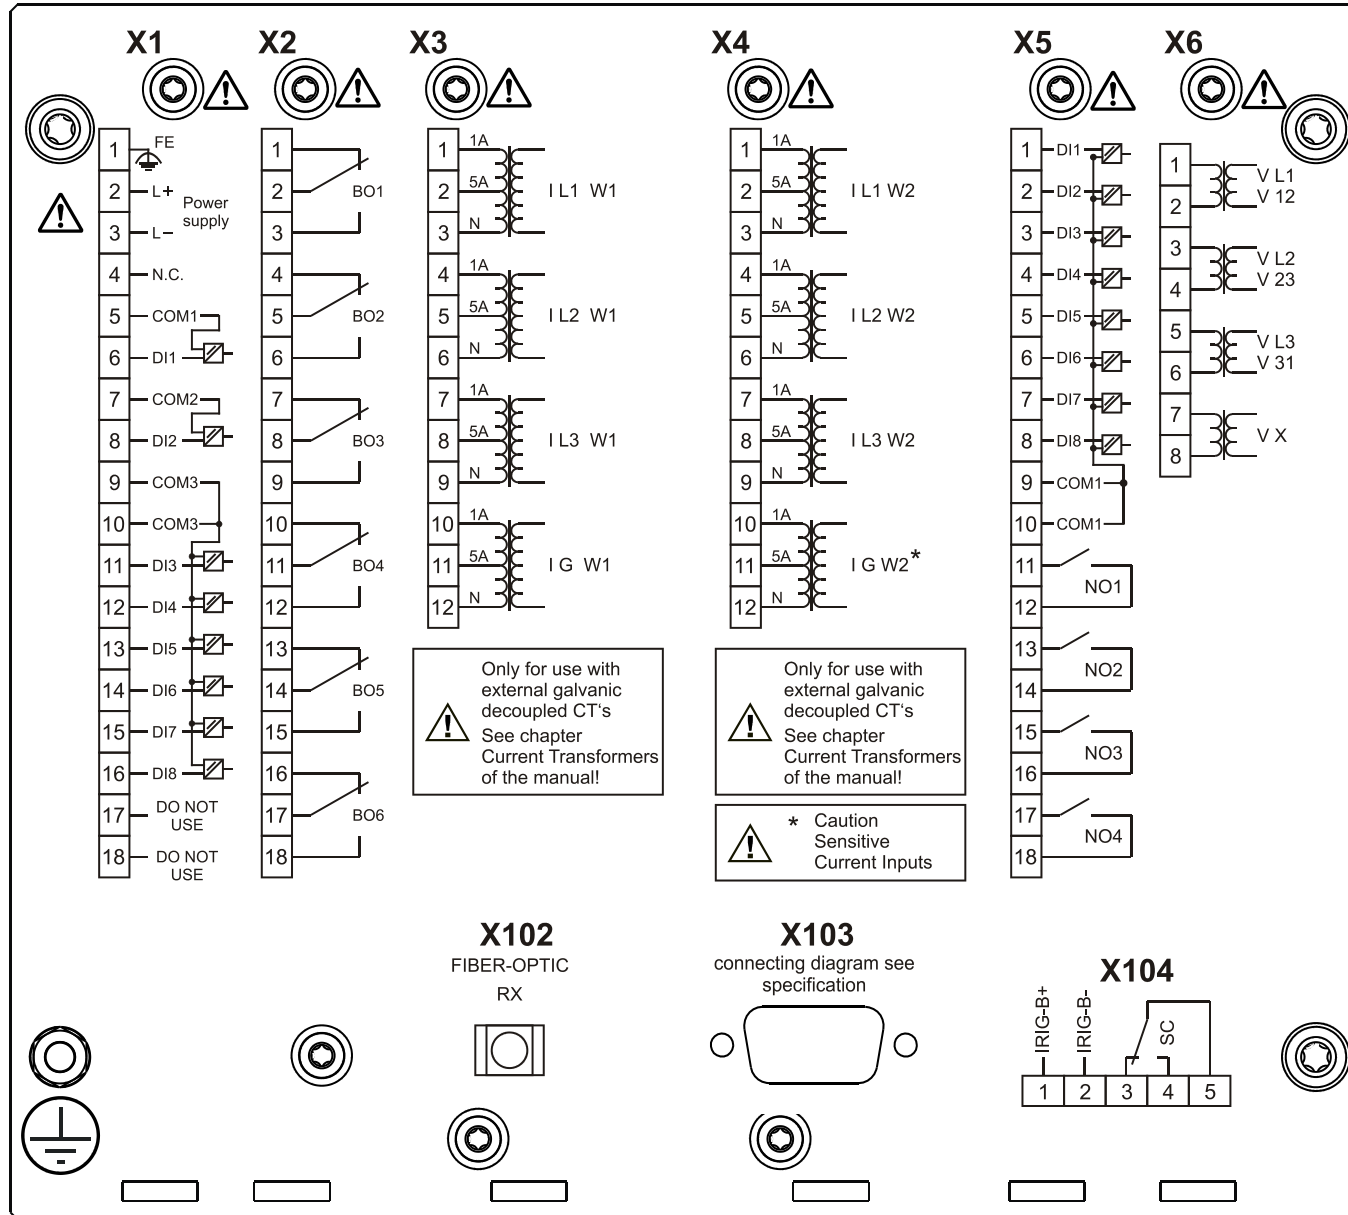 X1
X2
X3
X4
X5
X6
1 FE
2 L+
Power
supply
3 L–
4 N.C.
5 COM1
6 DI1
7 COM2
8 DI2
9 COM3
10 COM3
11 DI3
12 DI4
13 DI5
14 DI6
15 DI7
16 DI8
17 DO NOT
USE
18 DO NOT
USE
1
2 BO1
3
4
5 BO2
6
7
8 BO3
9
10
11 BO4
12
13
14 BO5
15
16
17 BO6
18
1 1A
2 5A I L1 W1
3 N
4 1A
5 5A I L2 W1
6 N
7 1A
8 5A I L3 W1
9 N
10 1A
11 5A I G W1
12 N
Only for use with
external galvanic
decoupled CT‘s
See chapter
Current Transformers
of the manual!
1 1A
2 5A I L1 W2
3 N
4 1A
5 5A I L2 W2
6 N
7 1A
8 5A I L3 W2
9 N
10 1A
11 5A I G W2*
12 N
Only for use with
external galvanic
decoupled CT‘s
See chapter
Current Transformers
of the manual!
* Caution
Sensitive
Current Inputs
1 DI1
2 DI2
3 DI3
4 DI4
5 DI5
6 DI6
7 DI7
8 DI8
9 COM1
10 COM1
11
NO1
12
13
NO2
14
15
NO3
16
17
NO4
18
1 V L1
2 V 12
3 V L2
4 V 23
5 V L3
6 V 31
7
V X
8
X102
FIBER-OPTIC
RX
X103
connecting diagram see
specification
X104
IRIG-B+
IRIG-B-
SC
1 2 3 4 5